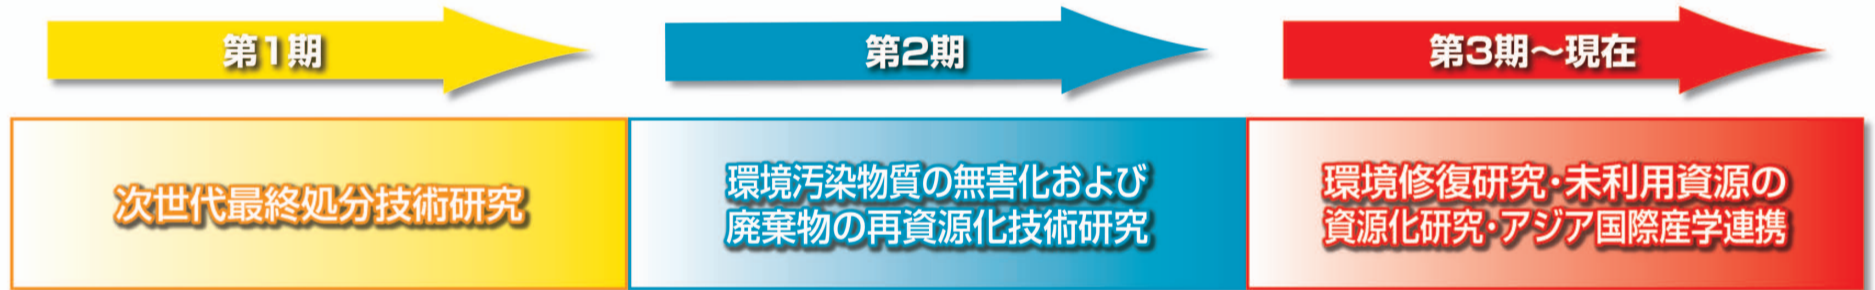 第1期
第2期
第3期～現在
次世代最終処分技術研究
環境汚染物質の無害化および
廃棄物の再資源化技術研究
環境修復研究・未利用資源の
資源化研究・アジア国際産学連携